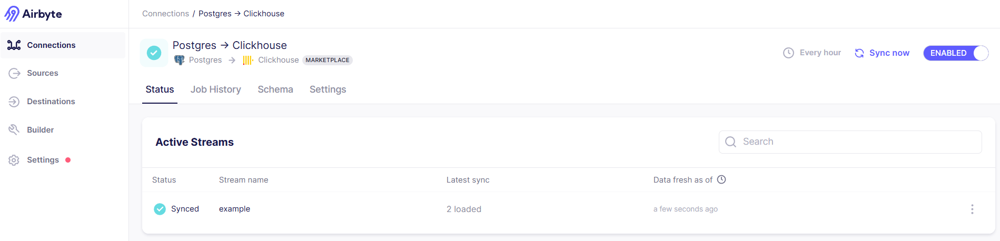 Airbyte
Connections / Postgres → Clickhouse
Connections
Sources
Destinations
Builder
Settings
Postgres → Clickhouse
Postgres → Clickhouse MARKETPLACE
Every hour
Sync now
ENABLED
Status Job History Schema Settings
Active Streams
Search
Status Stream name Latest sync Data fresh as of
Synced example 2 loaded a few seconds ago